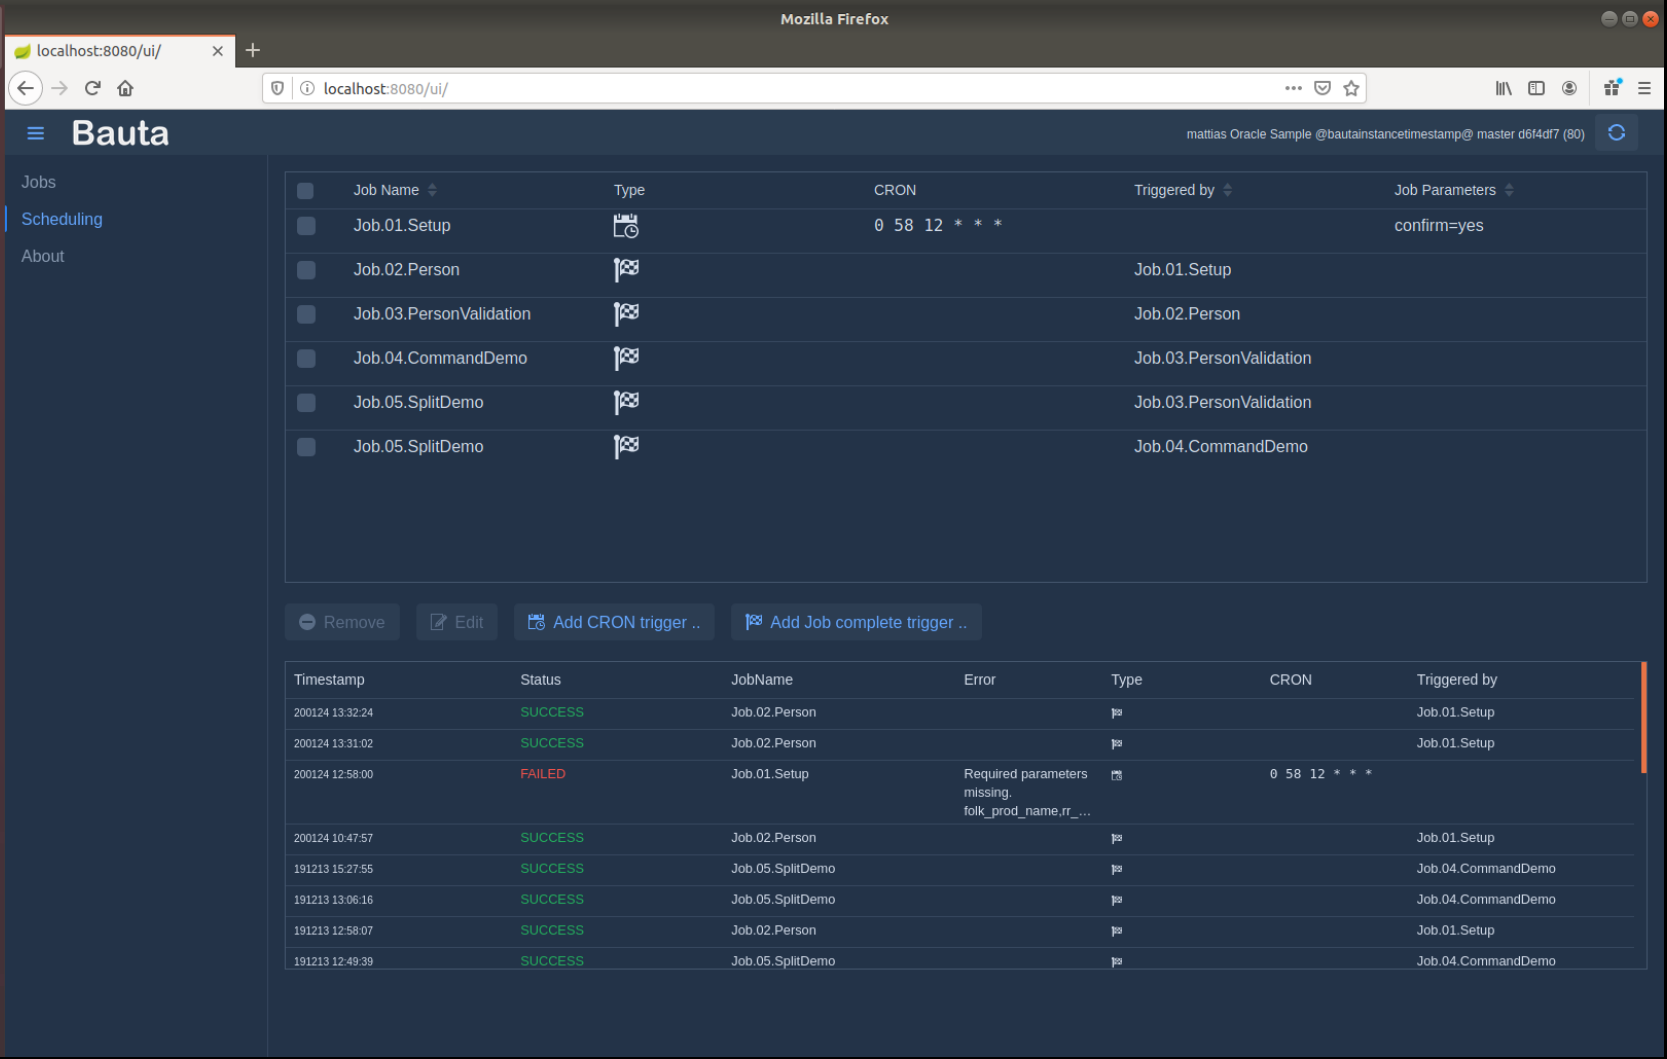 Mozilla Firefox
localhost:8080/ui/
localhost:8080/ui/
Bauta
mattias Oracle Sample @bautainstancetimestamp@ master d6f4df7 (80)
Jobs
Scheduling
About
Job Name Type CRON Triggered by Job Parameters
Job.01.Setup 0 58 12 * * * confirm=yes
Job.02.Person Job.01.Setup
Job.03.PersonValidation Job.02.Person
Job.04.CommandDemo Job.03.PersonValidation
Job.05.SplitDemo Job.03.PersonValidation
Job.05.SplitDemo Job.04.CommandDemo
Remove Edit Add CRON trigger .. Add Job complete trigger ..
Timestamp Status JobName Error Type CRON Triggered by
200124 13:32:24 SUCCESS Job.02.Person Job.01.Setup
200124 13:31:02 SUCCESS Job.02.Person Job.01.Setup
200124 12:58:00 FAILED Job.01.Setup Required parameters 0 58 12 * * *
missing.
folk_prod_name,rr_...
200124 10:47:57 SUCCESS Job.02.Person Job.01.Setup
191213 15:27:55 SUCCESS Job.05.SplitDemo Job.04.CommandDemo
191213 13:06:16 SUCCESS Job.05.SplitDemo Job.04.CommandDemo
191213 12:58:07 SUCCESS Job.02.Person Job.01.Setup
191213 12:49:39 SUCCESS Job.05.SplitDemo Job.04.CommandDemo